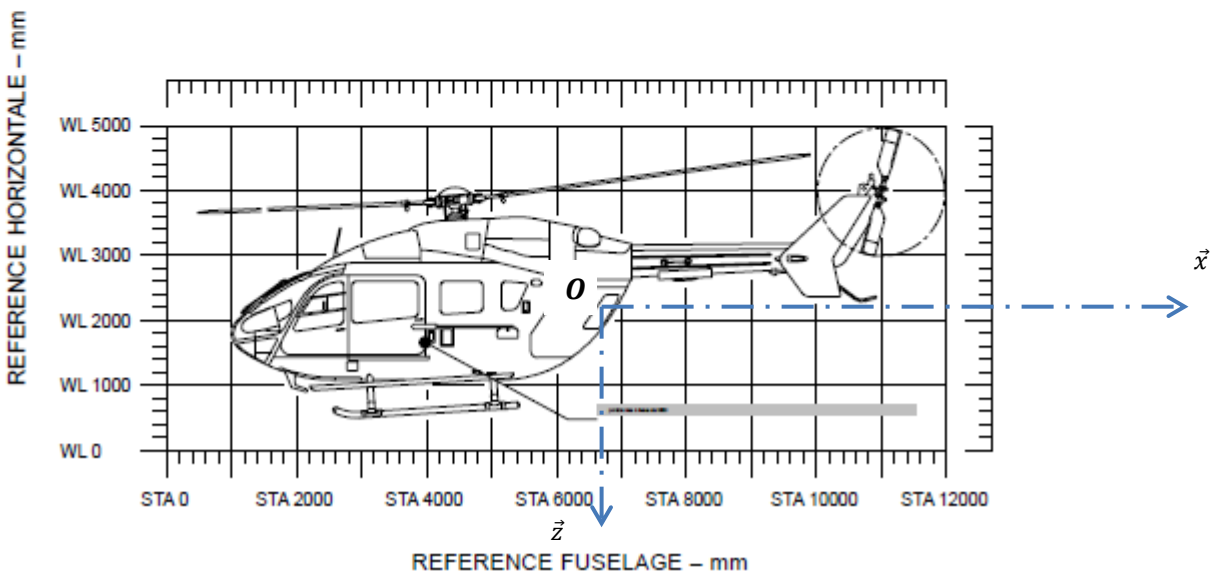 REFERENCE HORIZONTALE – mm
WL 5000
WL 4000
WL 3000
WL 2000
WL 1000
WL 0
O
x⃗
STA 0
STA 2000
STA 4000
STA 6000
STA 8000
STA 10000
STA 12000
z⃗
REFERENCE FUSELAGE – mm